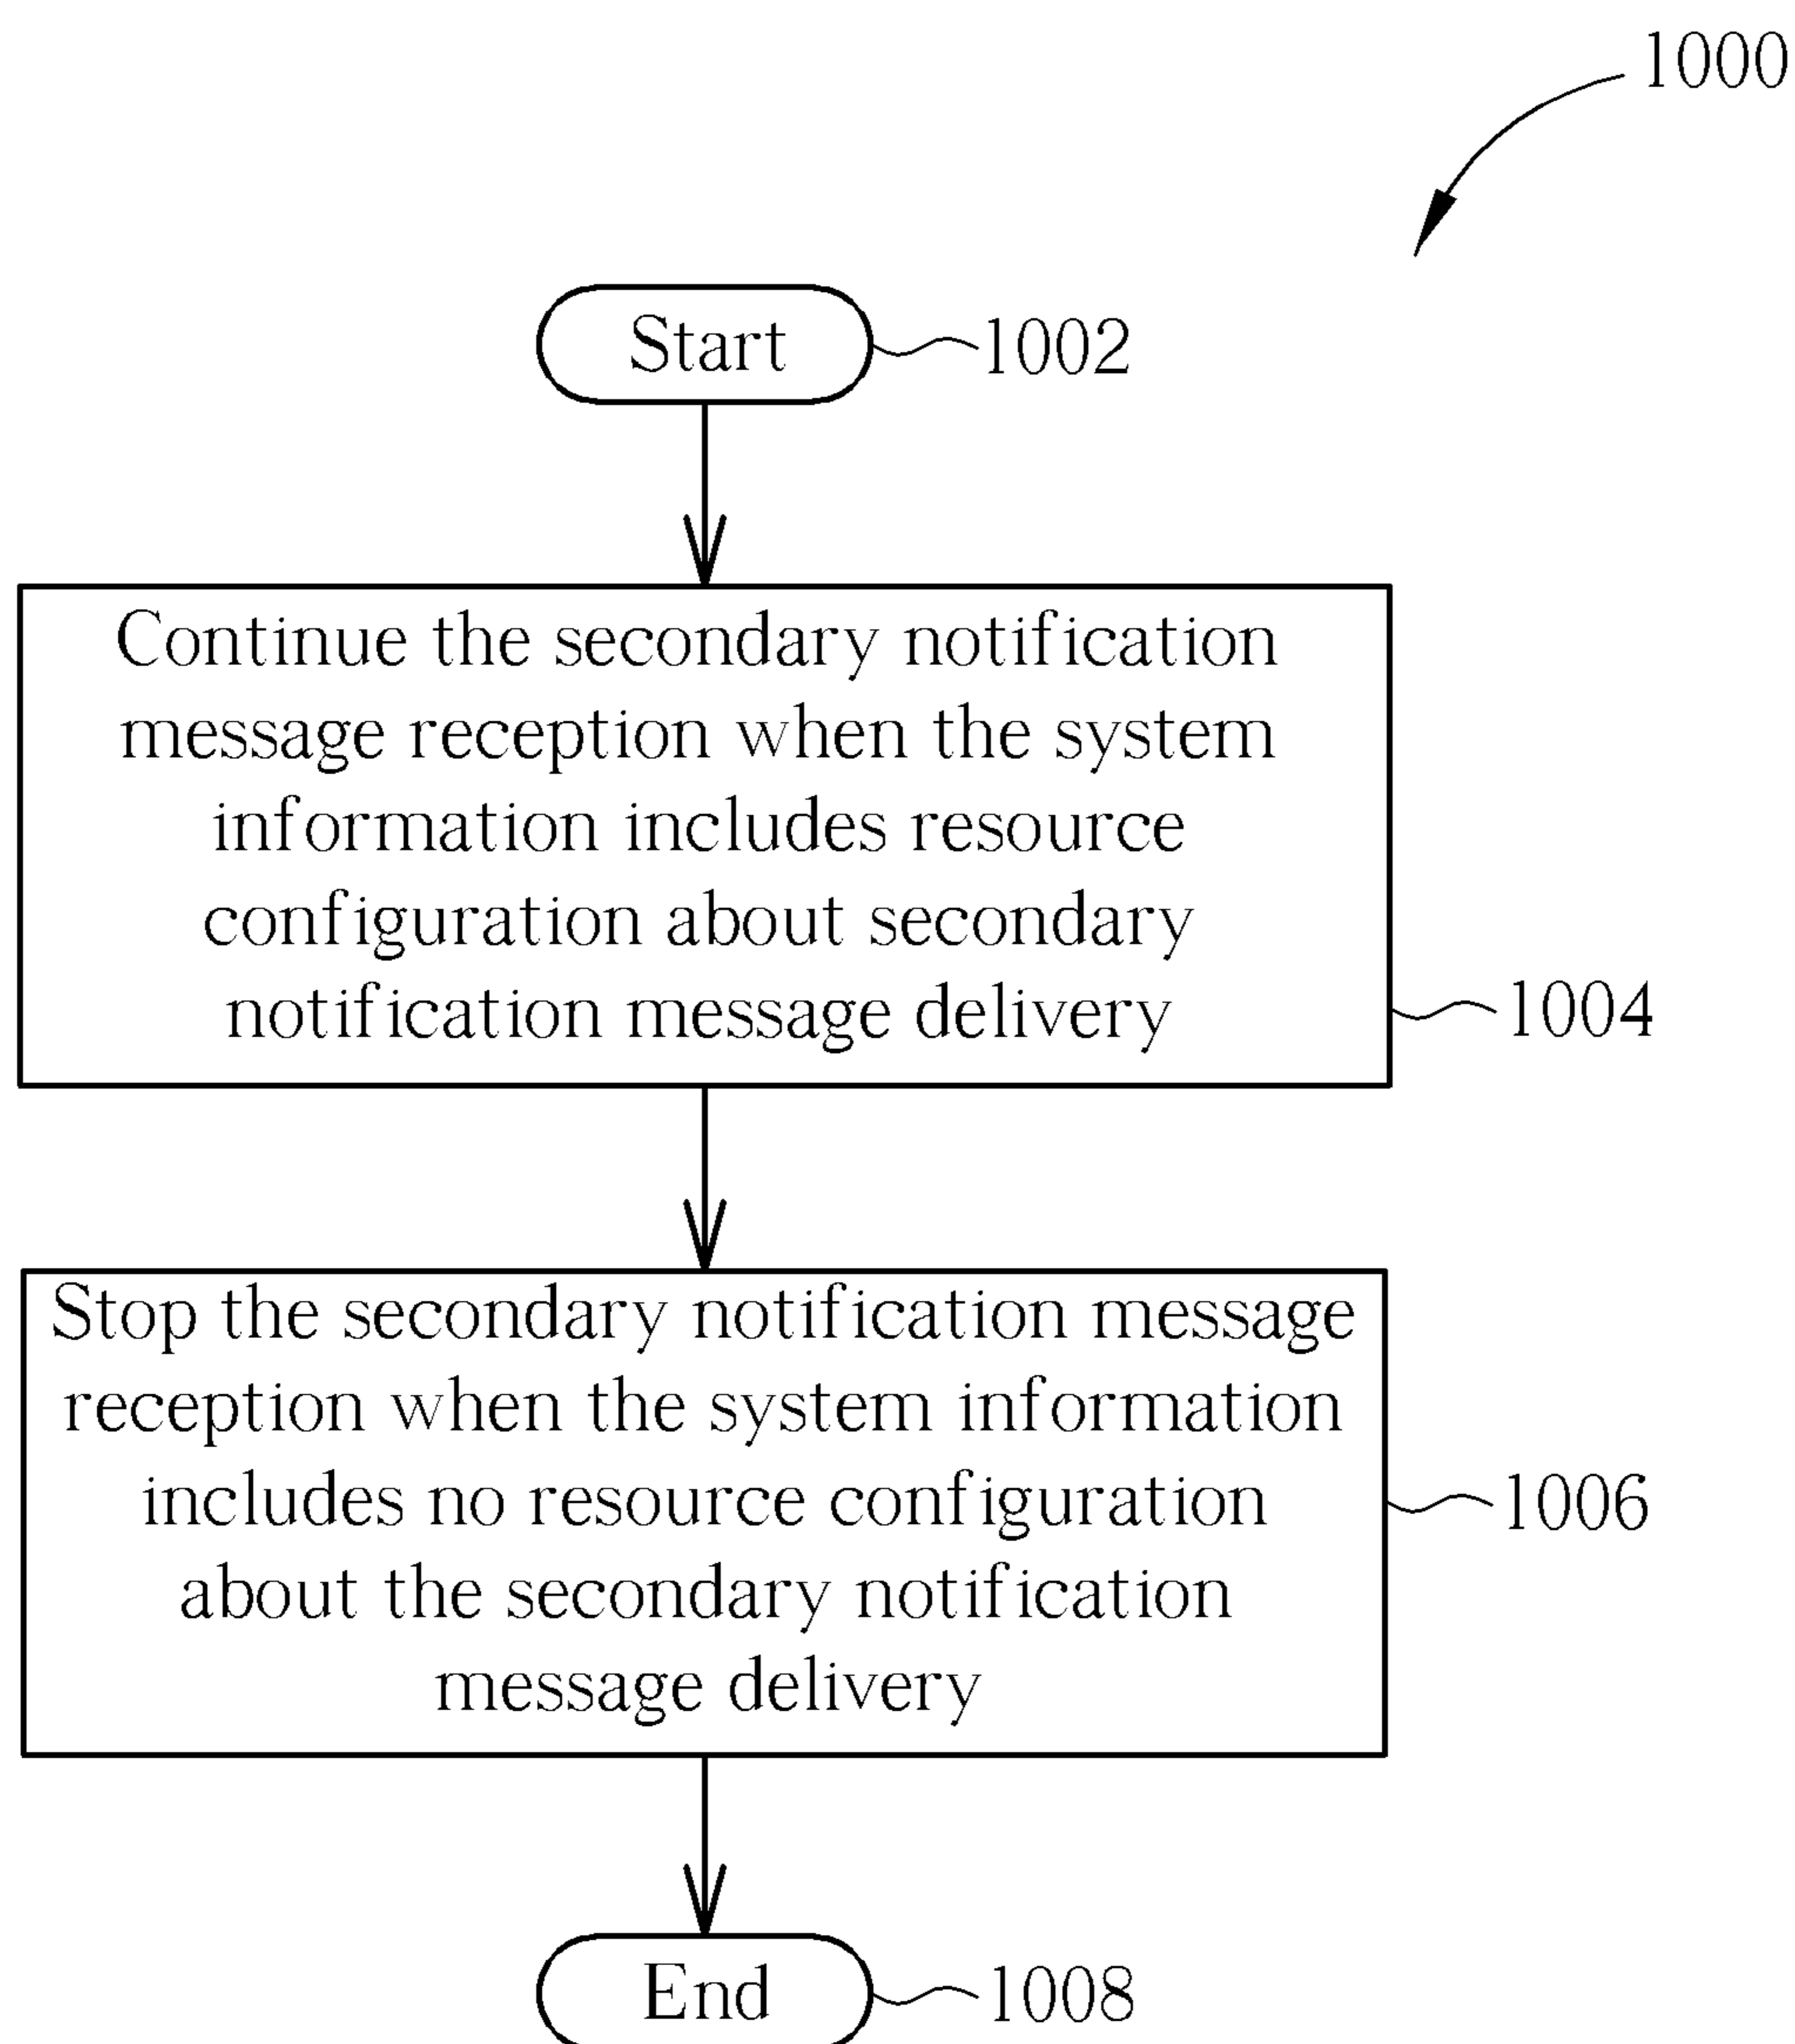 1000
Start
1002
Continue the secondary notification
message reception when the system
information includes resource
configuration about secondary
notification message delivery
1004
Stop the secondary notification message
reception when the system information
includes no resource configuration
about the secondary notification
message delivery
1006
End
1008